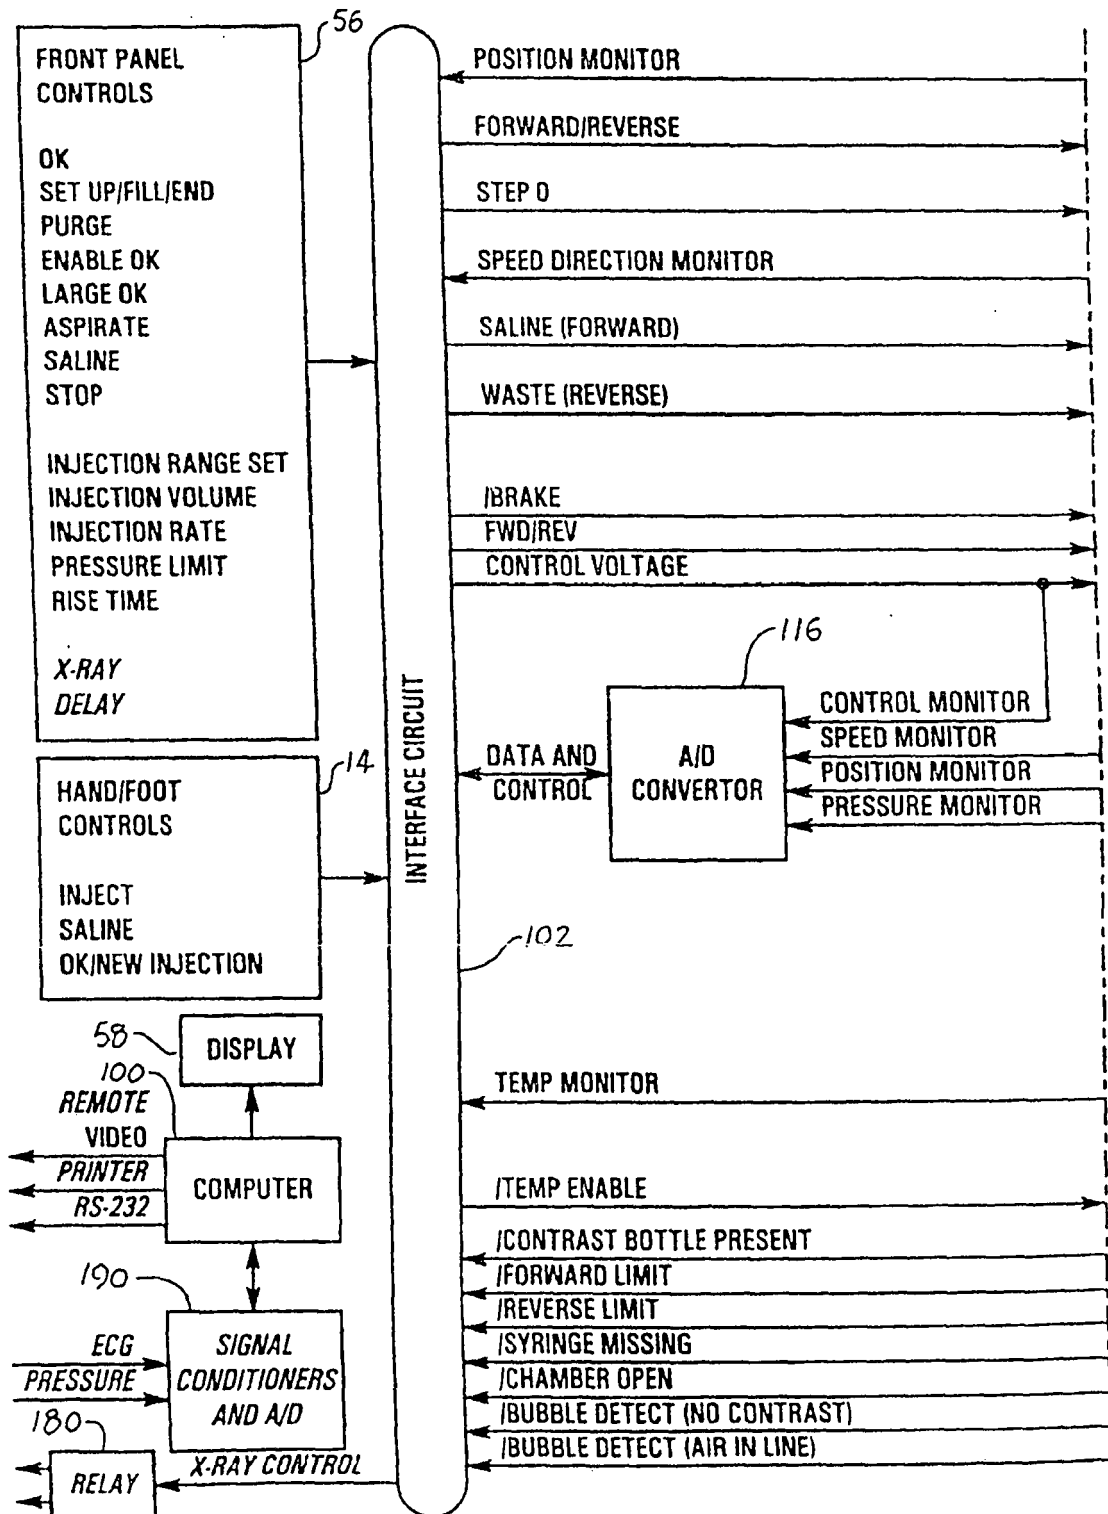 56
FRONT PANEL
CONTROLS
OK
SET UP/FILL/END
PURGE
ENABLE OK
LARGE OK
ASPIRATE
SALINE
STOP
INJECTION RANGE SET
INJECTION VOLUME
INJECTION RATE
PRESSURE LIMIT
RISE TIME
X-RAY
DELAY
14
HAND/FOOT
CONTROLS
INJECT
SALINE
OK/NEW INJECTION
58
DISPLAY
100
REMOTE
VIDEO
PRINTER
RS-232
COMPUTER
190
ECG
PRESSURE
SIGNAL
CONDITIONERS
AND A/D
180
RELAY
X-RAY CONTROL
INTERFACE CIRCUIT
102
POSITION MONITOR
FORWARD/REVERSE
STEP 0
SPEED DIRECTION MONITOR
SALINE (FORWARD)
WASTE (REVERSE)
/BRAKE
FWD/REV
CONTROL VOLTAGE
116
DATA AND
CONTROL
A/D
CONVERTOR
CONTROL MONITOR
SPEED MONITOR
POSITION MONITOR
PRESSURE MONITOR
TEMP MONITOR
/TEMP ENABLE
/CONTRAST BOTTLE PRESENT
/FORWARD LIMIT
/REVERSE LIMIT
/SYRINGE MISSING
/CHAMBER OPEN
/BUBBLE DETECT (NO CONTRAST)
/BUBBLE DETECT (AIR IN LINE)